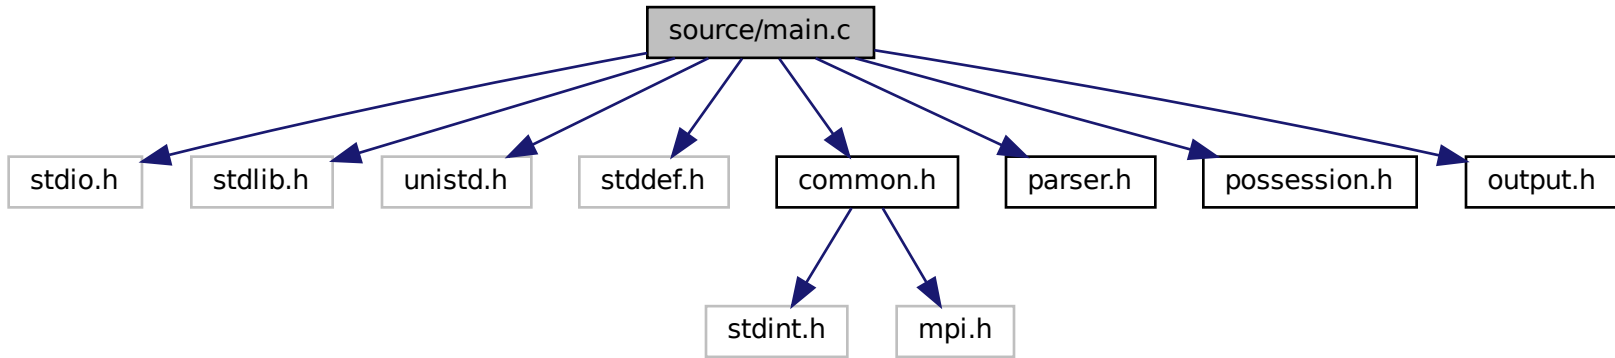 source/main.c
stdio.h
stdlib.h
unistd.h
stddef.h
common.h
parser.h
possession.h
output.h
stdint.h
mpi.h